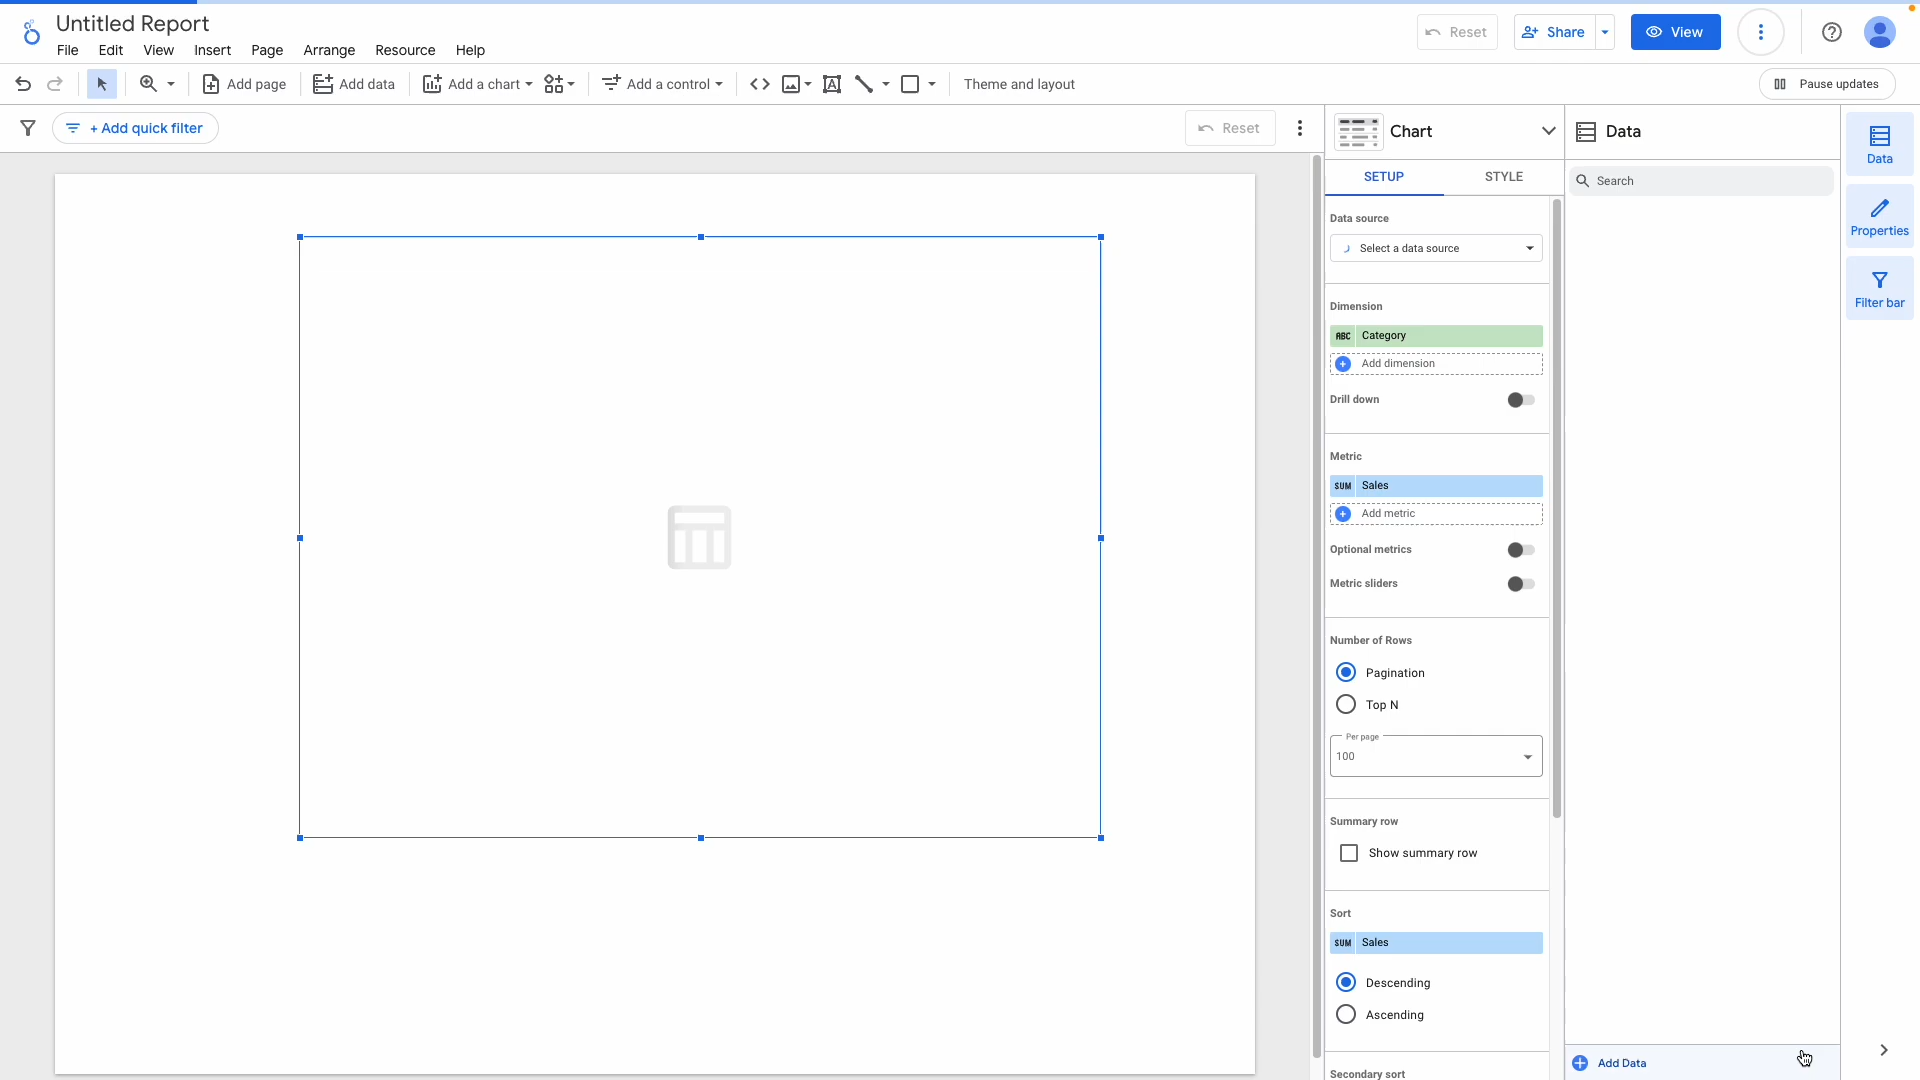 Untitled Report
File Edit View Insert Page Arrange Resource Help
Reset Share View
Add page Add data Add a chart Add a control Theme and layout Pause updates
+ Add quick filter Reset
Chart
SETUP STYLE
Data source
Select a data source
Dimension
ABC Category
Add dimension
Drill down
Metric
SUM Sales
Add metric
Optional metrics
Metric sliders
Number of Rows
Pagination
Top N
Per page
100
Summary row
Show summary row
Sort
SUM Sales
Descending
Ascending
Secondary sort
Data
Search
Add Data
Data
Properties
Filter bar